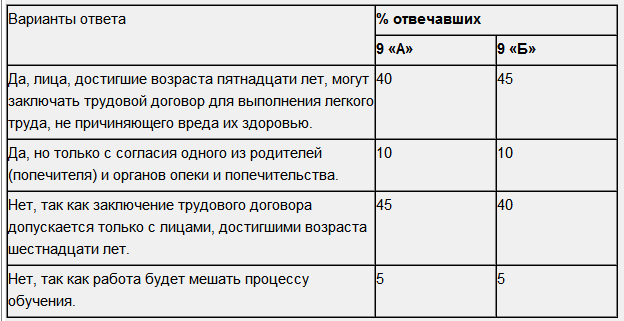 Варианты ответа
% отвечавших
9 «А»
9 «Б»
Да, лица, достигшие возраста пятнадцати лет, могут
заключать трудовой договор для выполнения легкого
труда, не причиняющего вреда их здоровью.
40
45
Да, но только с согласия одного из родителей
(попечителя) и органов опеки и попечительства.
10
10
Нет, так как заключение трудового договора
допускается только с лицами, достигшими возраста
шестнадцати лет.
45
40
Нет, так как работа будет мешать процессу
обучения.
5
5